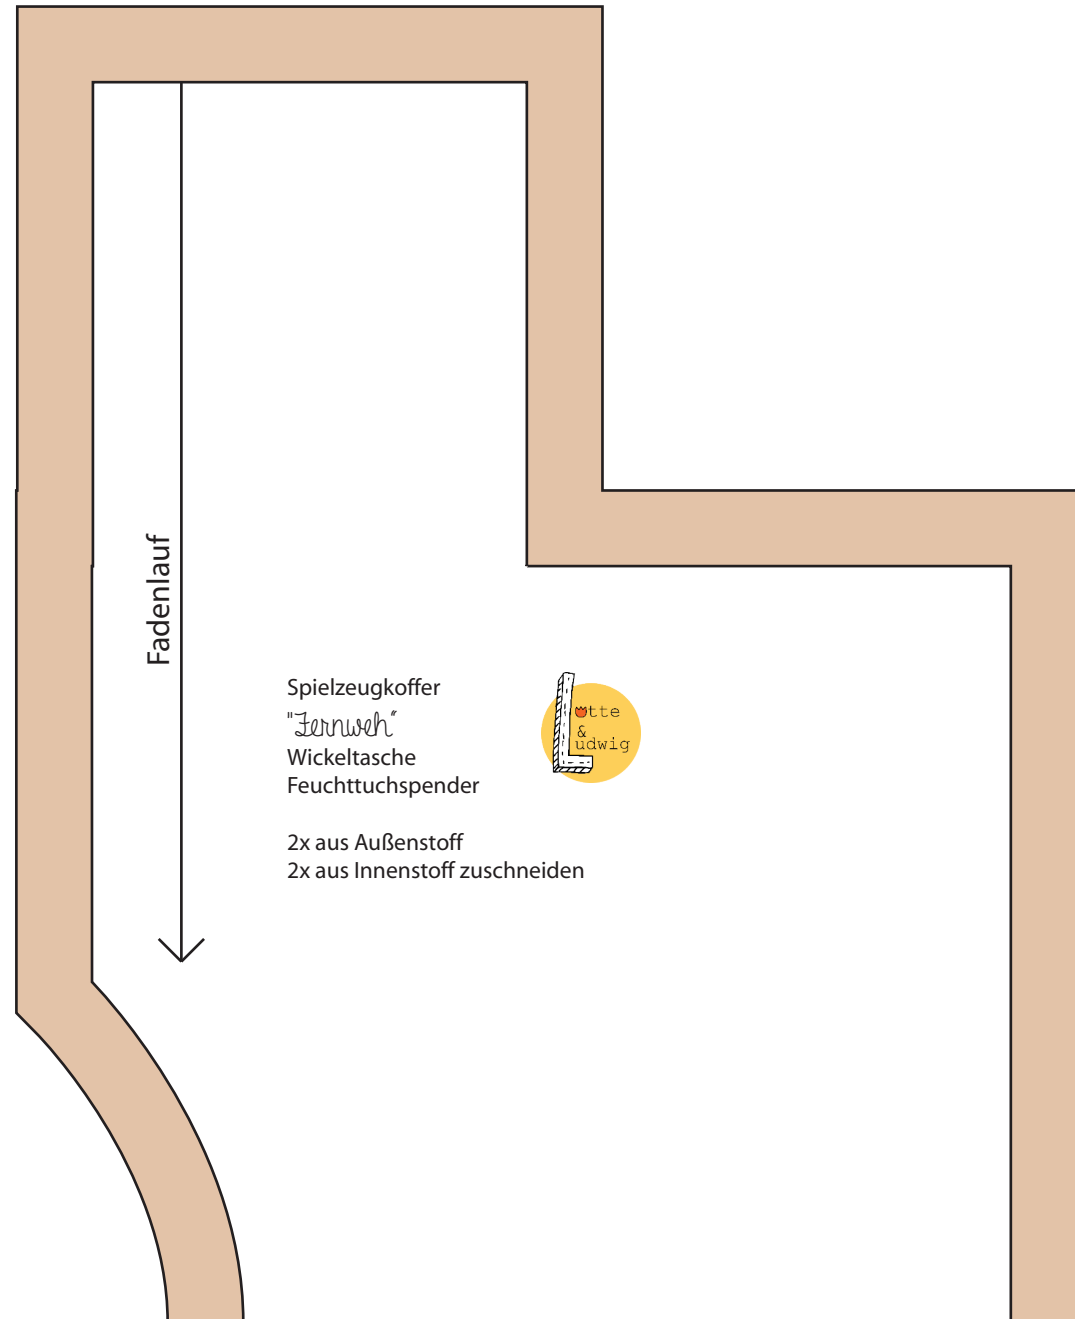 Fadenlauf
Spielzeugkoffer
"Fernweh"
Wickeltasche
Feuchttuchspender
2x aus Außenstoff
2x aus Innenstoff zuschneiden
Lotte
&
Ludwig